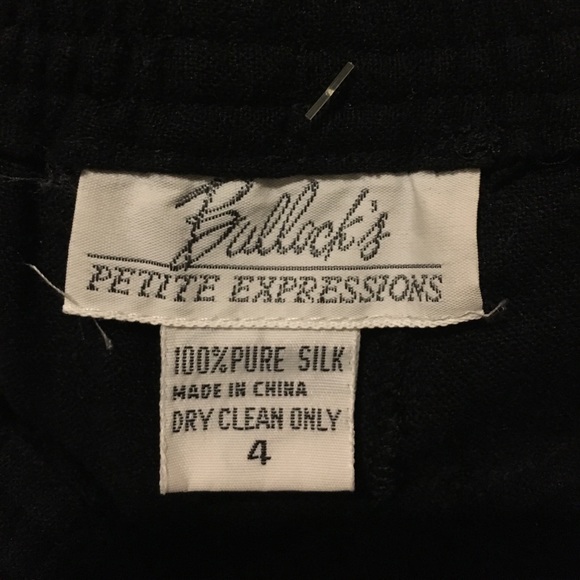 Bullock's
PETITE EXPRESSIONS
100% PURE SILK
MADE IN CHINA
DRY CLEAN ONLY
4